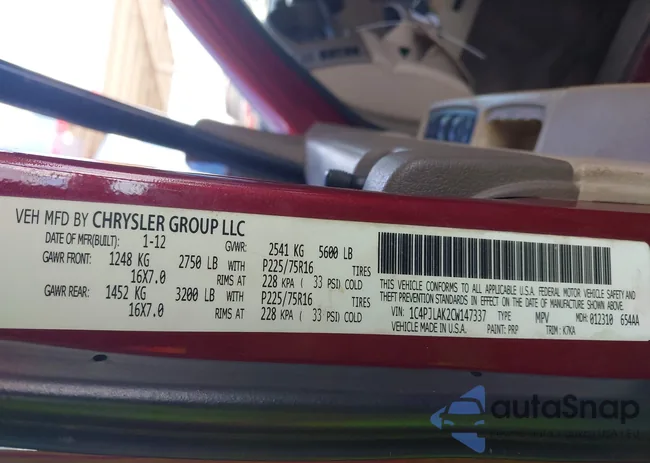 VEH MFD BY CHRYSLER GROUP LLC
DATE OF MFR(BUILT): 1-12 GVWR: 2541 KG 5600 LB
GAWR FRONT: 1248 KG 2750 LB WITH P225/75R16 TIRES
16X7.0 RIMS AT 228 KPA ( 33 PSI) COLD
GAWR REAR: 1452 KG 3200 LB WITH P225/75R16 TIRES
16X7.0 RIMS AT 228 KPA ( 33 PSI) COLD
THIS VEHICLE CONFORMS TO ALL APPLICABLE U.S.A. FEDERAL MOTOR VEHICLE SAFETY AND
THEFT PREVENTION STANDARDS IN EFFECT ON THE DATE OF MANUFACTURE SHOWN ABOVE.
VIN: 1C4PJLAK2CW147337 TYPE MPV MDH: 012310 654AA
MADE IN U.S.A. PAINT: PRP TRIM: K7KA
autoSnap